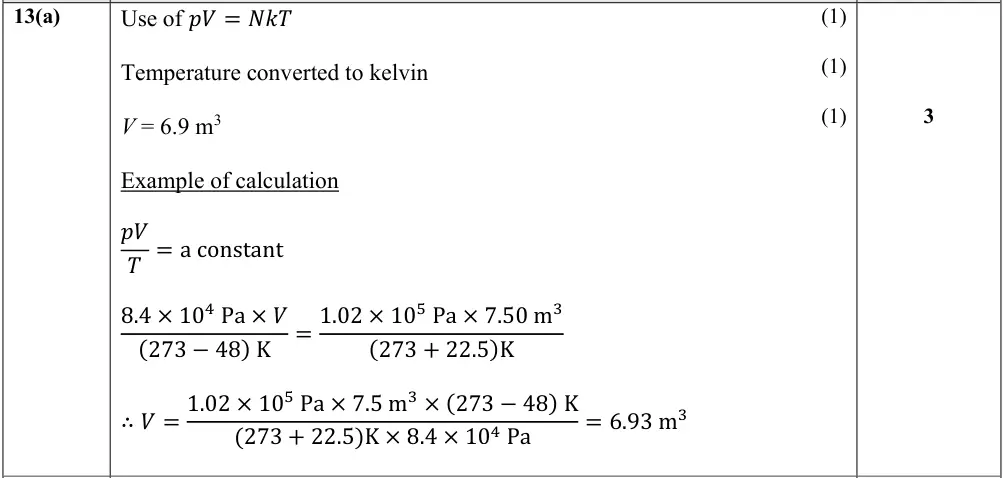 13(a) Use of 𝑝𝑉 = 𝑁𝑘𝑇 (1)
Temperature converted to kelvin (1)
V = 6.9 m³ (1) 3
Example of calculation
𝑝𝑉/𝑇 = a constant
(8.4 × 10⁴ Pa × 𝑉)/((273 − 48) K) = (1.02 × 10⁵ Pa × 7.50 m³)/((273 + 22.5)K)
∴ 𝑉 = (1.02 × 10⁵ Pa × 7.5 m³ × (273 − 48) K)/((273 + 22.5)K × 8.4 × 10⁴ Pa) = 6.93 m³